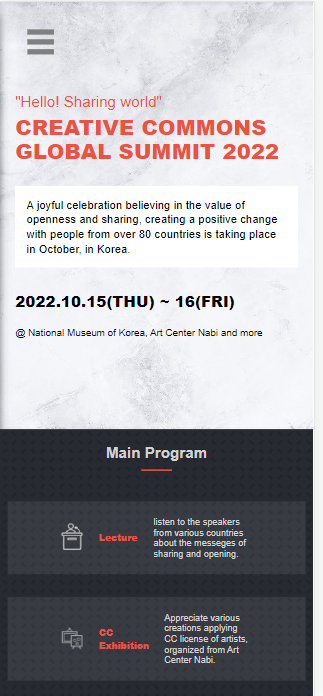 "Hello! Sharing world"
CREATIVE COMMONS
GLOBAL SUMMIT 2022
A joyful celebration believing in the value of
openness and sharing, creating a positive change
with people from over 80 countries is taking place
in October, in Korea.
2022.10.15(THU) ~ 16(FRI)
@ National Museum of Korea, Art Center Nabi and more
Main Program
Lecture
listen to the speakers
from various countries
about the messeges of
sharing and opening.
CC
Exhibition
Appreciate various
creations applying
CC license of artists,
organized from Art
Center Nabi.